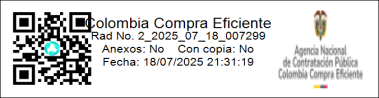 Colombia Compra Eficiente
Rad No. 2_2025_07_18_007299
Anexos: No Con copia: No
Fecha: 18/07/2025 21:31:19
Agencia Nacional
de Contratación Pública
Colombia Compra Eficiente